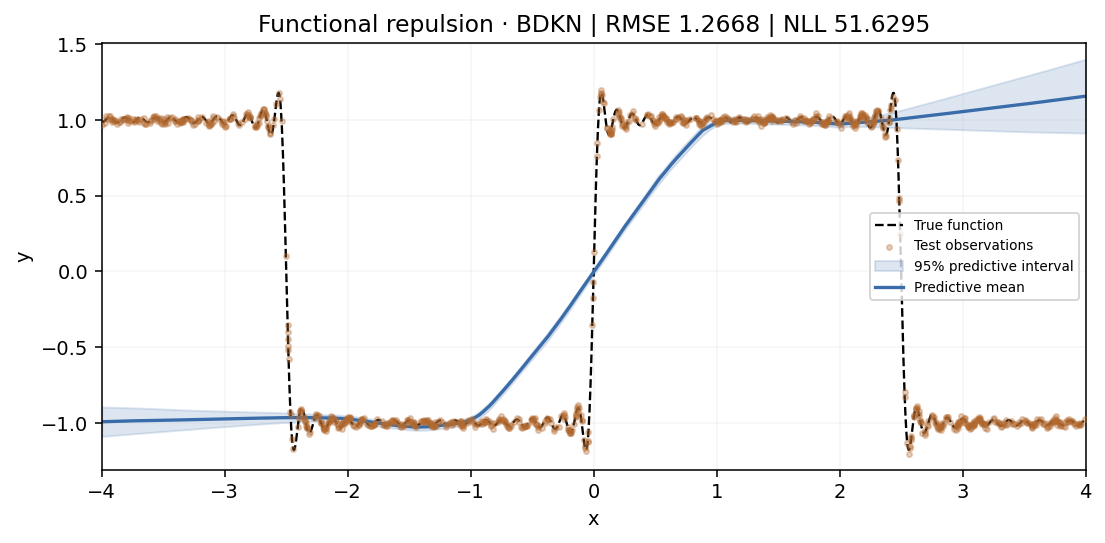 Functional repulsion · BDKN | RMSE 1.2668 | NLL 51.6295
1.5
1.0
0.5
0.0
−0.5
−1.0
y
True function
Test observations
95% predictive interval
Predictive mean
−4
−3
−2
−1
0
1
2
3
4
x